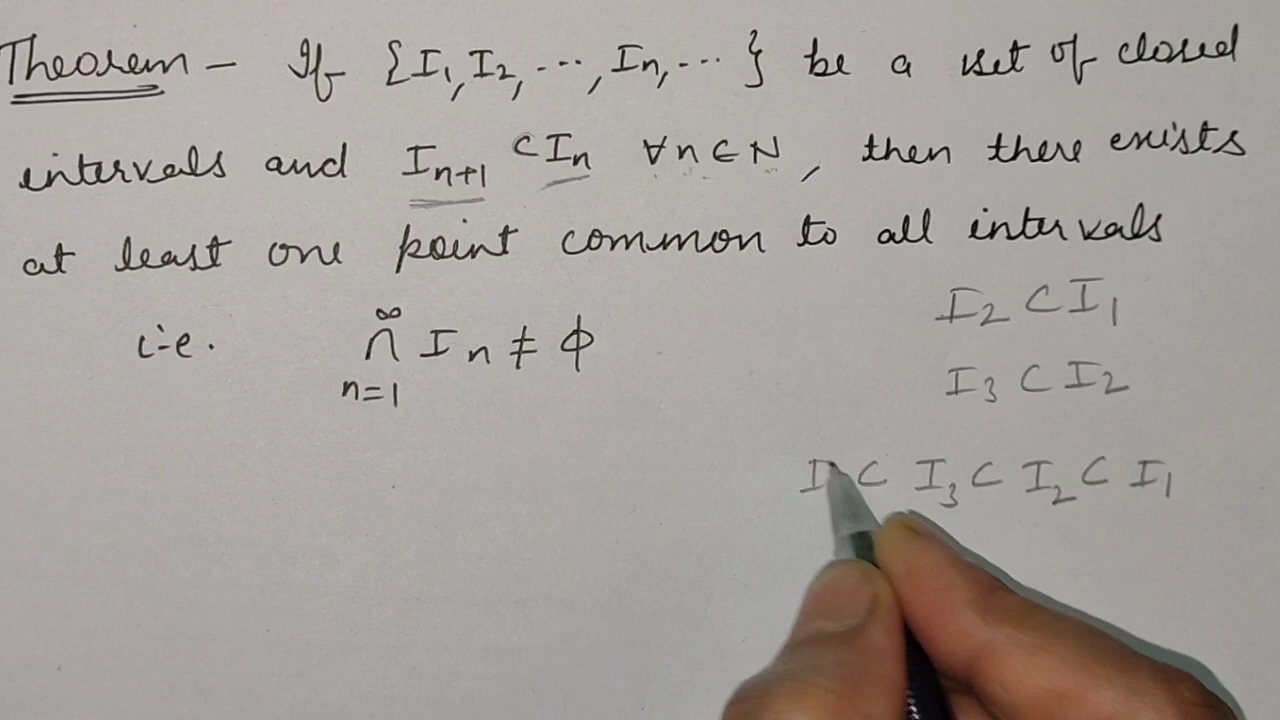 Theorem - If {I1, I2, ..., In, ... } be a set of closed
intervals and In+1 ⊂ In ∀n ∈ N, then there exists
at least one point common to all intervals
i.e. ∞ ∩ n=1 In ≠ ϕ
I2 ⊂ I1
I3 ⊂ I2
I ⊂ I3 ⊂ I2 ⊂ I1